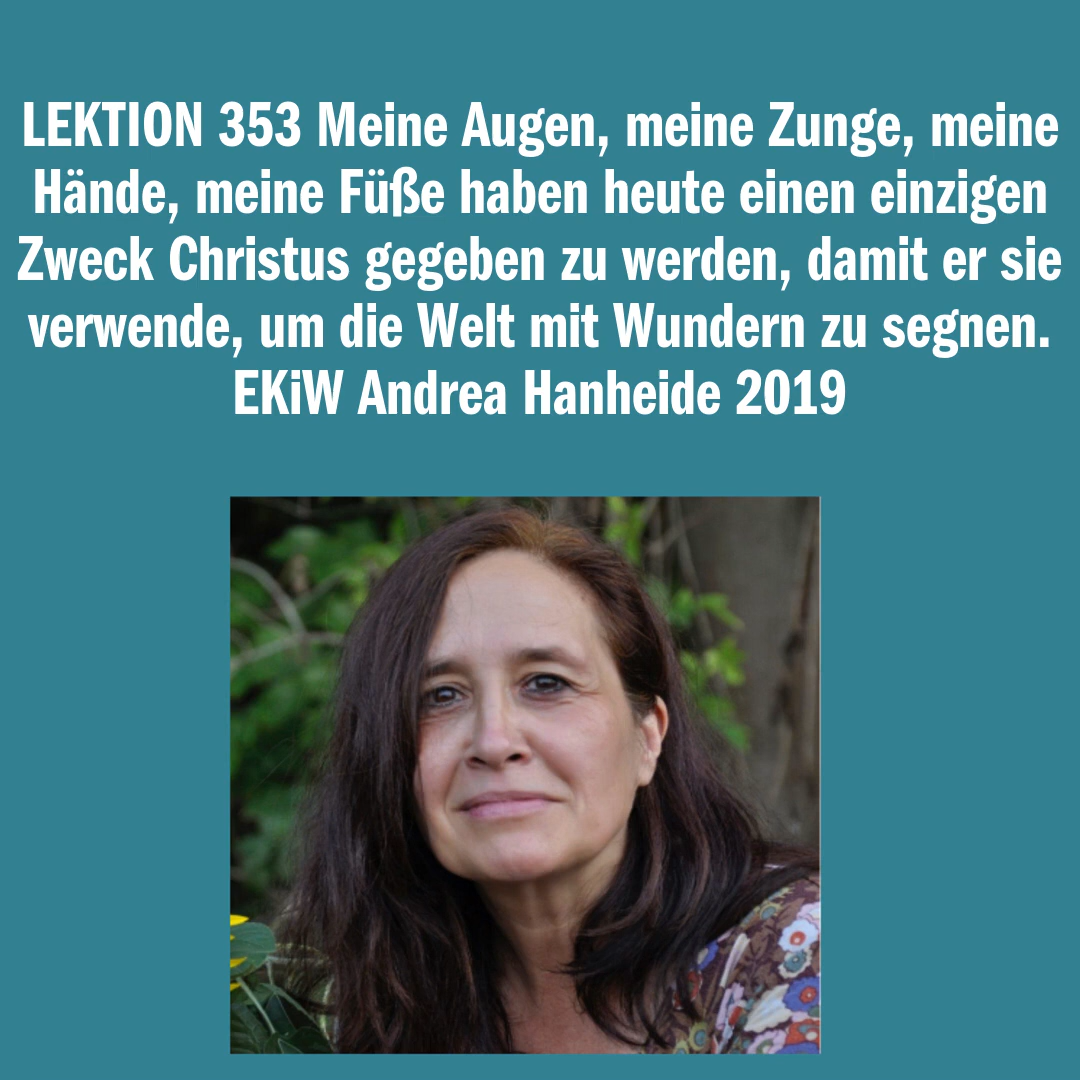 LEKTION 353 Meine Augen, meine Zunge, meine
Hände, meine Füße haben heute einen einzigen
Zweck Christus gegeben zu werden, damit er sie
verwende, um die Welt mit Wundern zu segnen.
EKiW Andrea Hanheide 2019